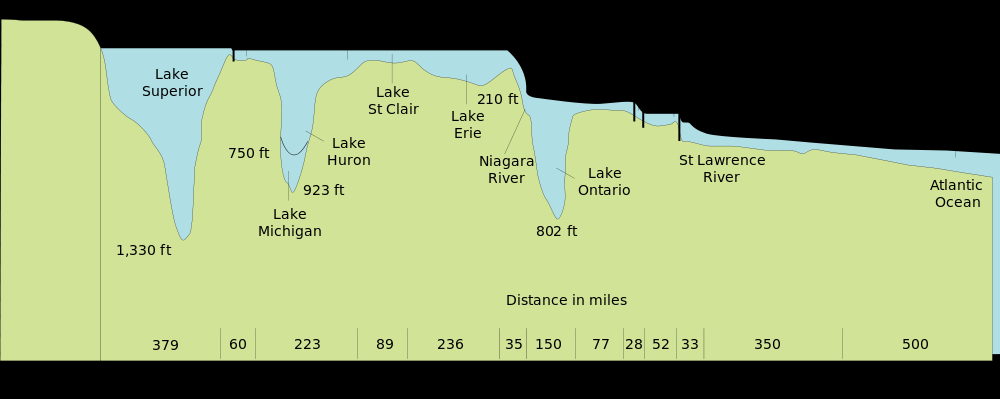 Lake
Superior
Lake
St Clair
210 ft
Lake
Erie
750 ft
Lake
Huron
Niagara
River
St Lawrence
River
Lake
Ontario
923 ft
Atlantic
Ocean
Lake
Michigan
802 ft
1,330 ft
Distance in miles
379 60 223 89 236 35 150 77 28 52 33 350 500